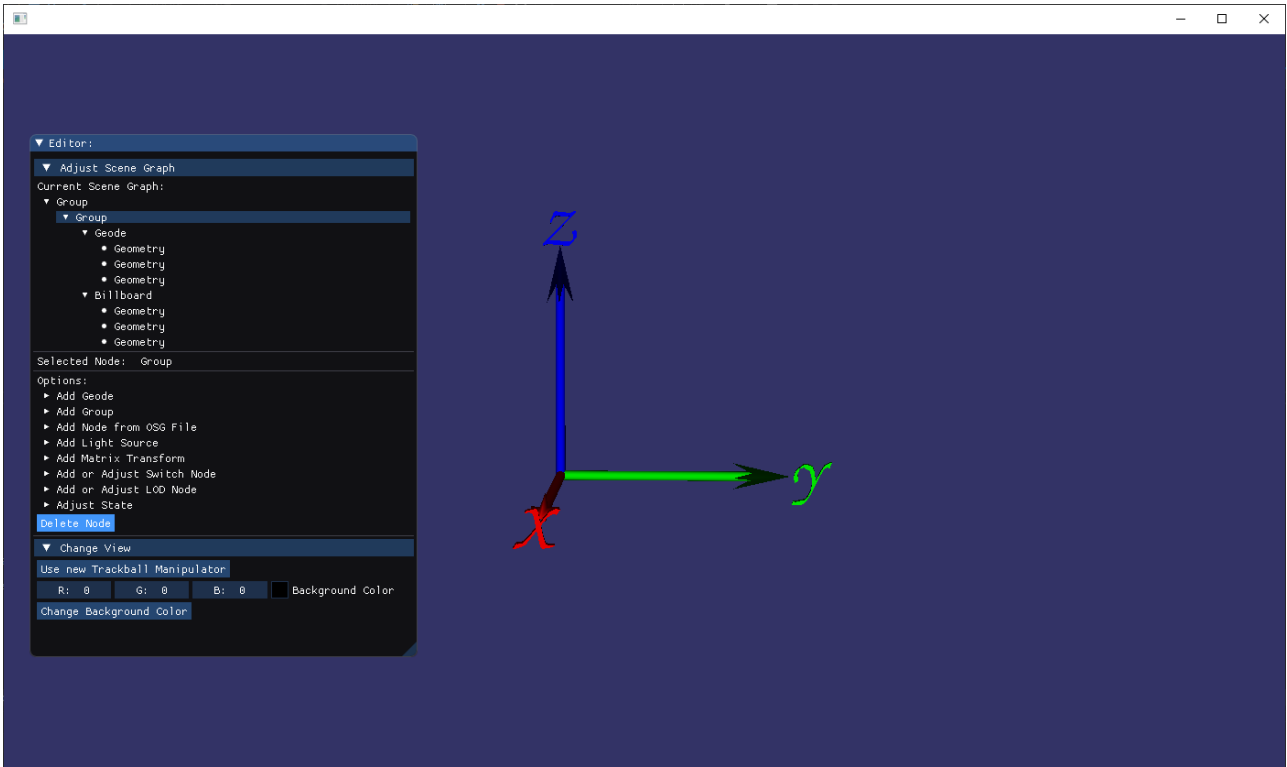 Editor:
Adjust Scene Graph
Current Scene Graph:
Group
Group
Geode
Geometry
Geometry
Geometry
Billboard
Geometry
Geometry
Geometry
Selected Node: Group
Options:
Add Geode
Add Group
Add Node from OSG File
Add Light Source
Add Matrix Transform
Add or Adjust Switch Node
Add or Adjust LOD Node
Adjust State
Delete Node
Change View
Use new Trackball Manipulator
R: 0 G: 0 B: 0 Background Color
Change Background Color
Z
Y
X